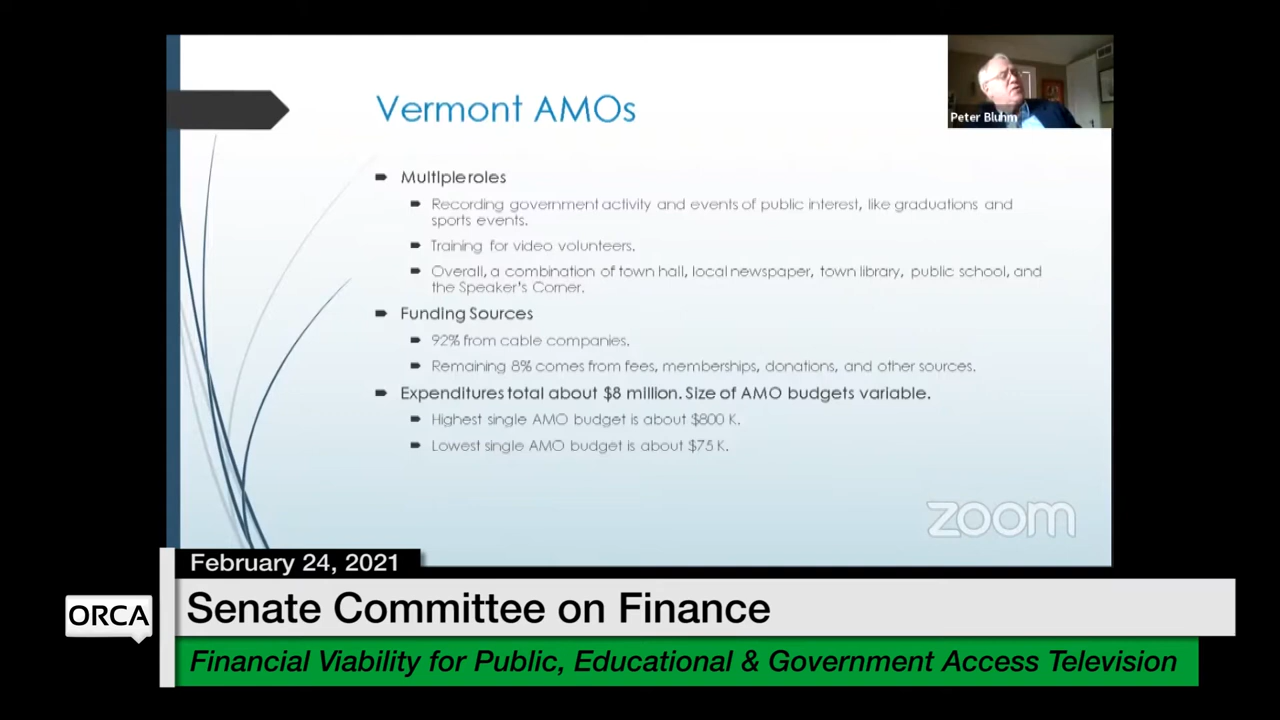 Vermont AMOs
Peter Bluhm
Multiple roles
Recording government activity and events of public interest, like graduations and
sports events.
Training for video volunteers.
Overall, a combination of town hall, local newspaper, town library, public school, and
the Speaker's Corner.
Funding Sources
92% from cable companies.
Remaining 8% comes from fees, memberships, donations, and other sources.
Expenditures total about $8 million. Size of AMO budgets variable.
Highest single AMO budget is about $800 K.
Lowest single AMO budget is about $75 K.
zoom
February 24, 2021
ORCA
Senate Committee on Finance
Financial Viability for Public, Educational & Government Access Television